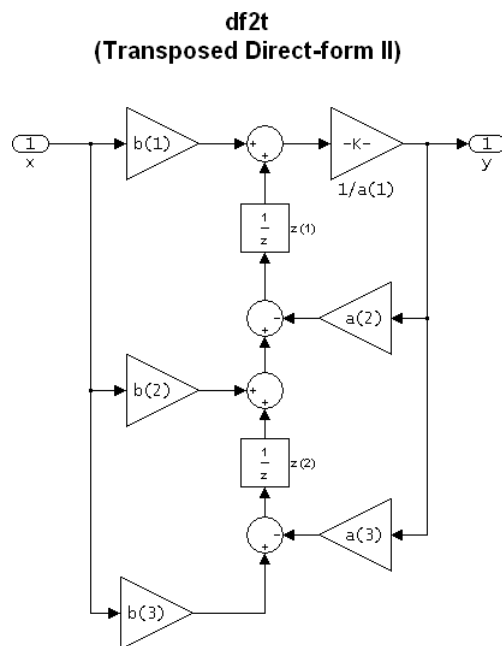 df2t
(Transposed Direct-form II)
1
x
b(1)
+
+
-K-
1/a(1)
1
y
1
z
z(1)
-
+
a(2)
b(2)
+
+
1
z
z(2)
-
+
a(3)
b(3)